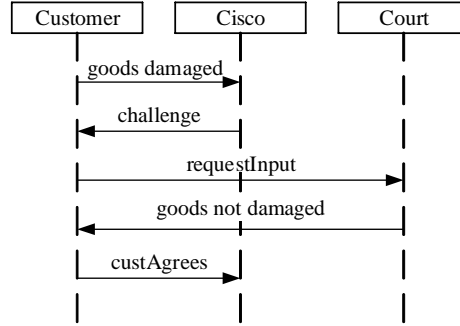 Customer Cisco Court
goods damaged
challenge
requestInput
goods not damaged
custAgrees